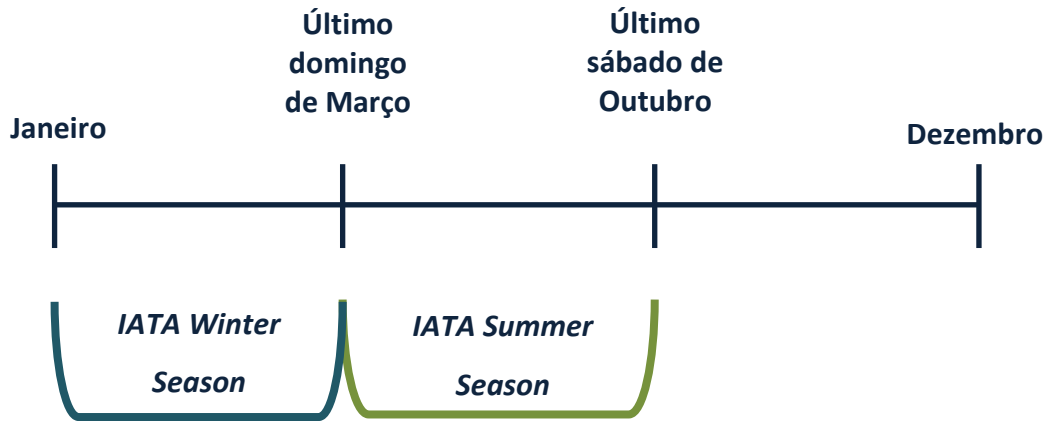 Último
domingo
de Março
Último
sábado de
Outubro
Janeiro
Dezembro
IATA Winter
Season
IATA Summer
Season